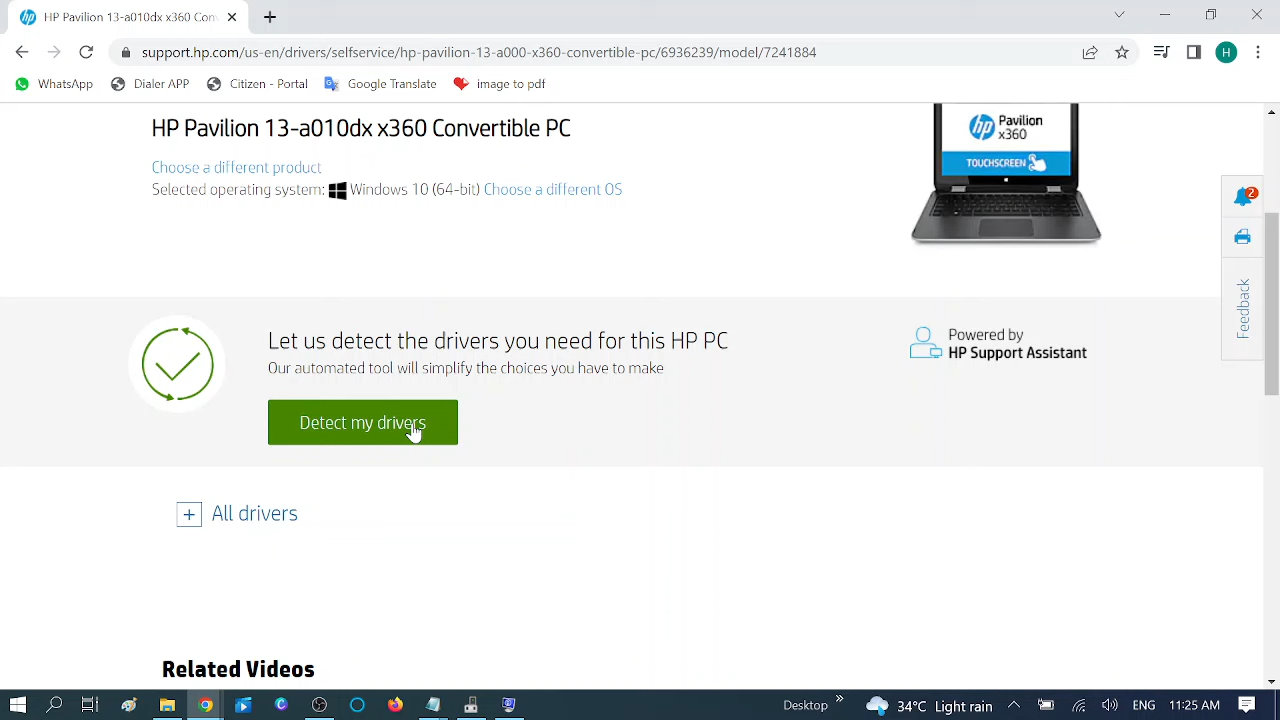 HP Pavilion 13-a010dx x360 Con
support.hp.com/us-en/drivers/selfservice/hp-pavilion-13-a000-x360-convertible-pc/6936239/model/7241884
H
WhatsApp
Dialer APP
Citizen - Portal
Google Translate
image to pdf
HP Pavilion 13-a010dx x360 Convertible PC
Choose a different product
Selected operating system: Windows 10 (64-bit) Choose a different OS
hp Pavilion
x360
TOUCHSCREEN
2
Feedback
Let us detect the drivers you need for this HP PC
Our automated tool will simplify the choices you have to make
Detect my drivers
Powered by
HP Support Assistant
All drivers
Related Videos
Desktop
34°C Light rain
ENG
11:25 AM